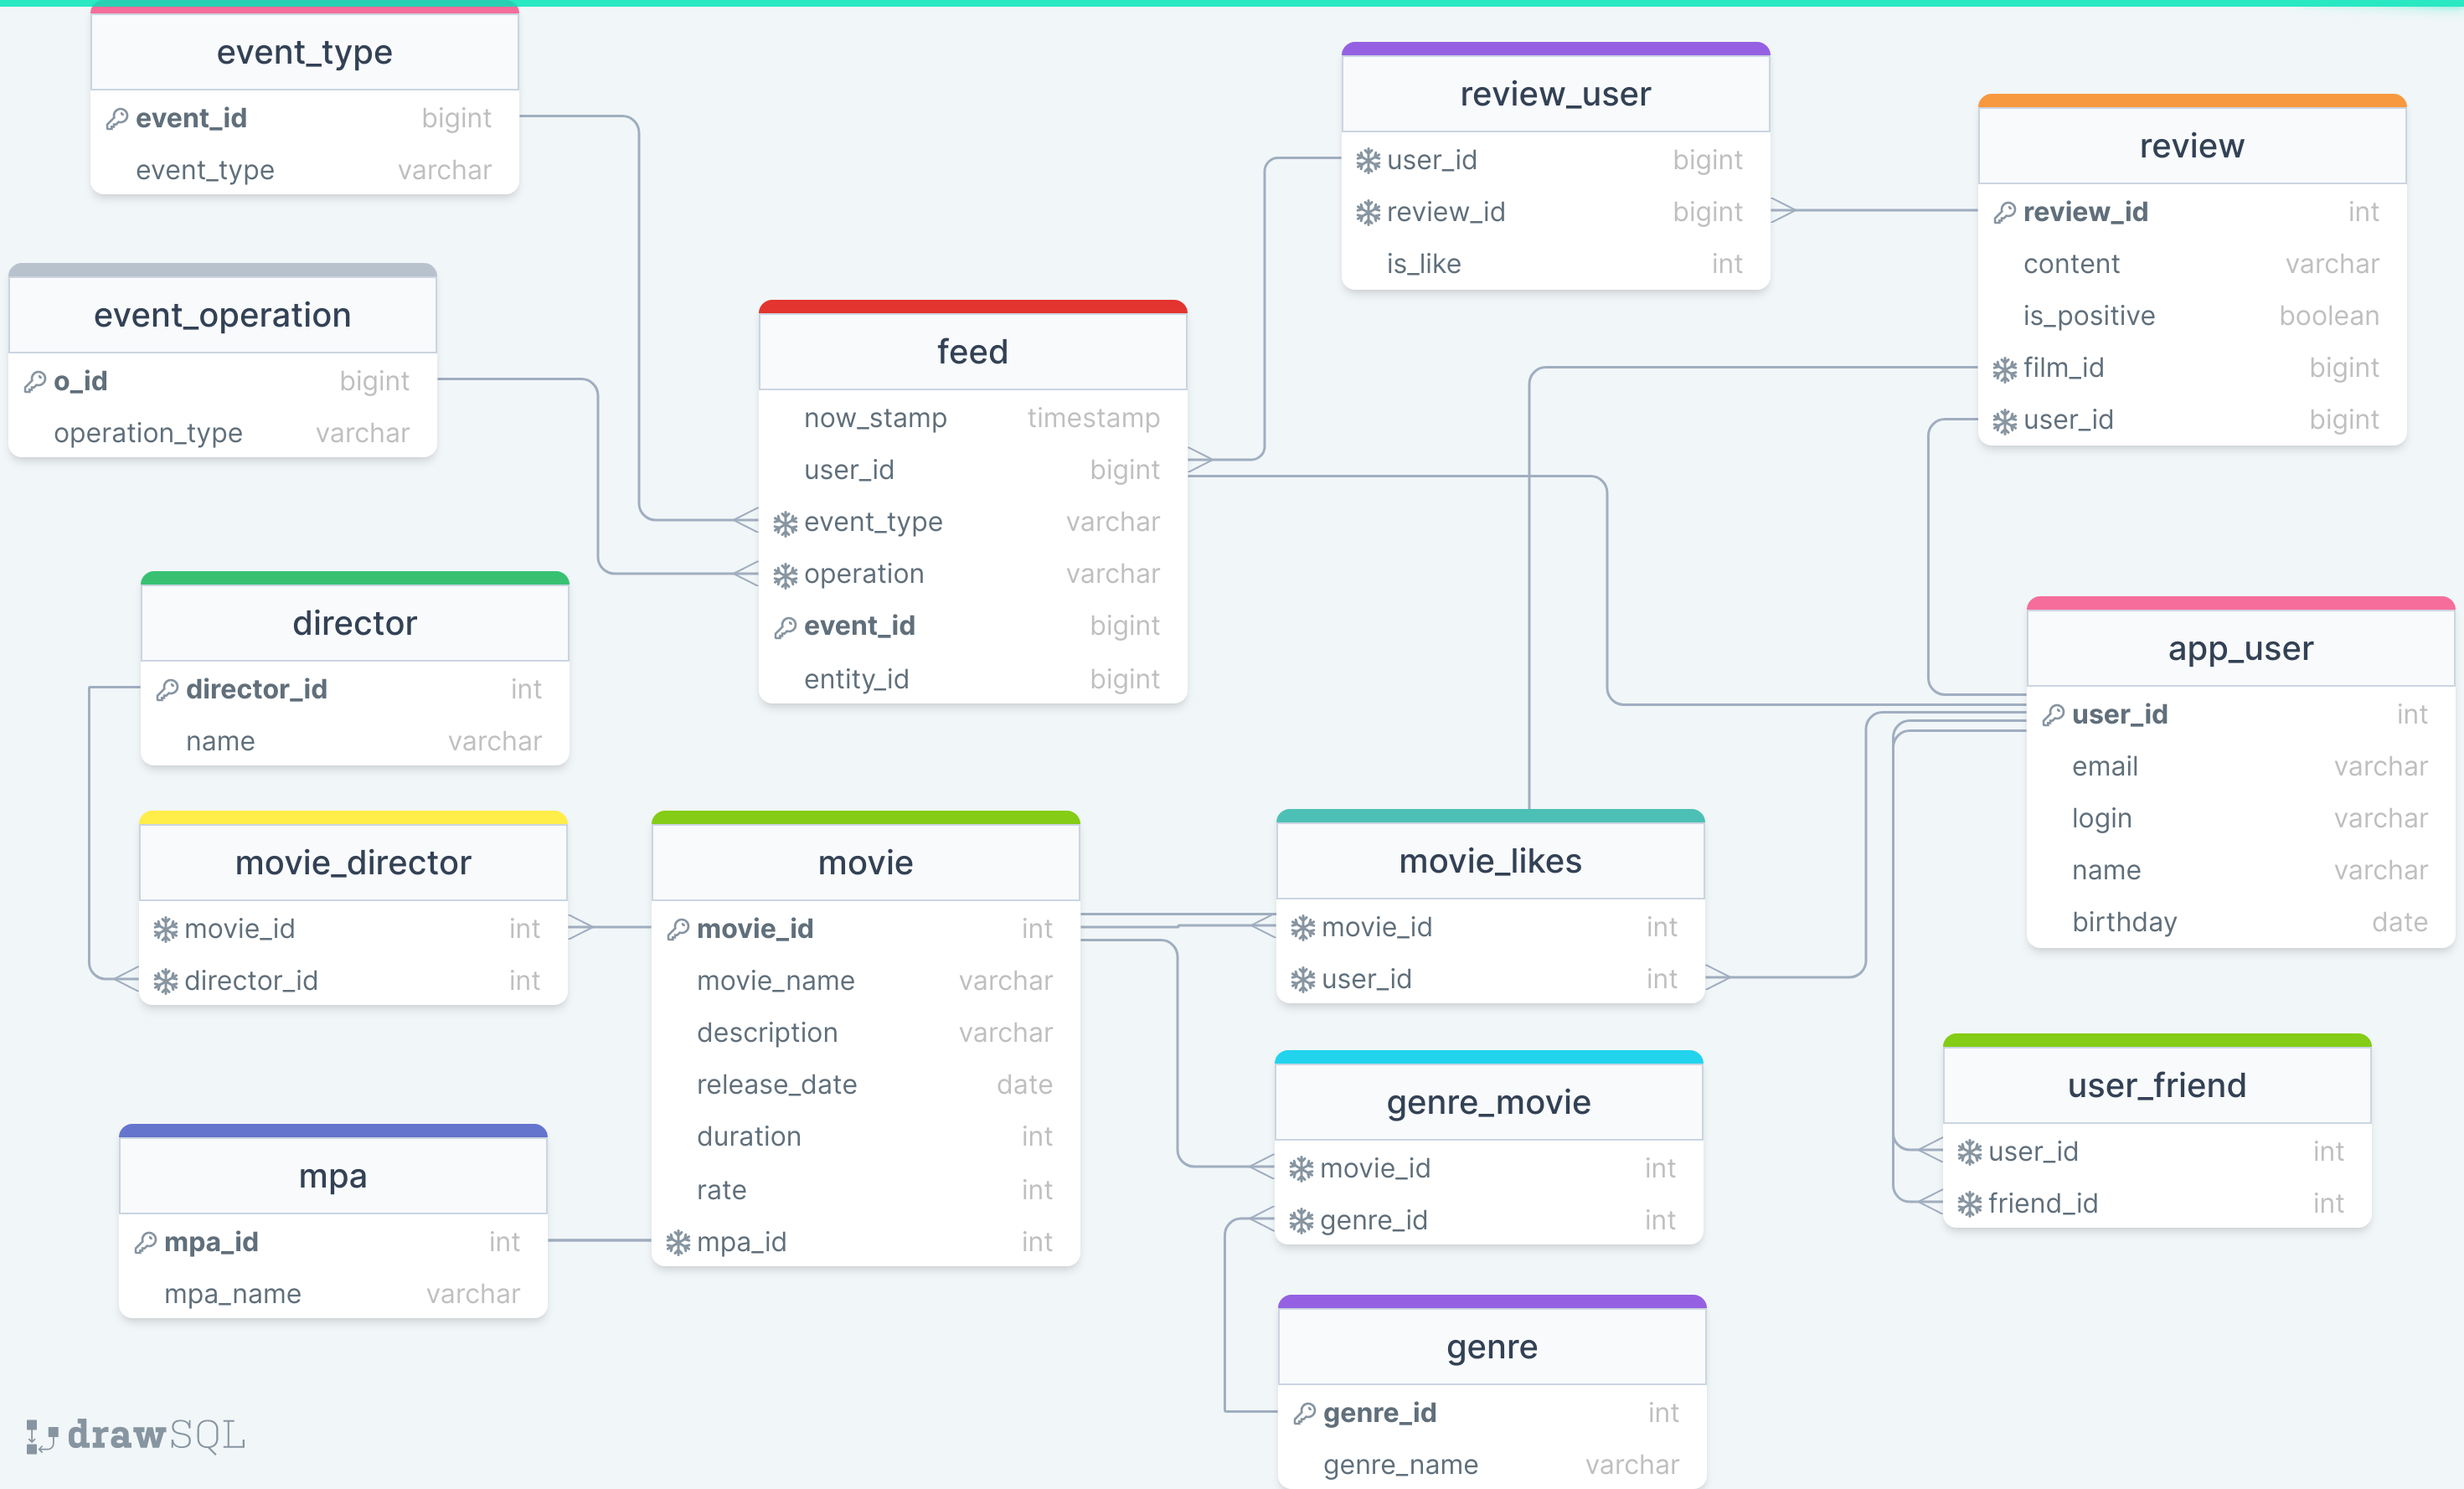 event_type
event_id bigint
event_type varchar
event_operation
o_id bigint
operation_type varchar
feed
now_stamp timestamp
user_id bigint
event_type varchar
operation varchar
event_id bigint
entity_id bigint
review_user
user_id bigint
review_id bigint
is_like int
review
review_id int
content varchar
is_positive boolean
film_id bigint
user_id bigint
director
director_id int
name varchar
app_user
user_id int
email varchar
login varchar
name varchar
birthday date
movie_director
movie_id int
director_id int
movie
movie_id int
movie_name varchar
description varchar
release_date date
duration int
rate int
mpa_id int
movie_likes
movie_id int
user_id int
genre_movie
movie_id int
genre_id int
user_friend
user_id int
friend_id int
mpa
mpa_id int
mpa_name varchar
genre
genre_id int
genre_name varchar
drawSQL